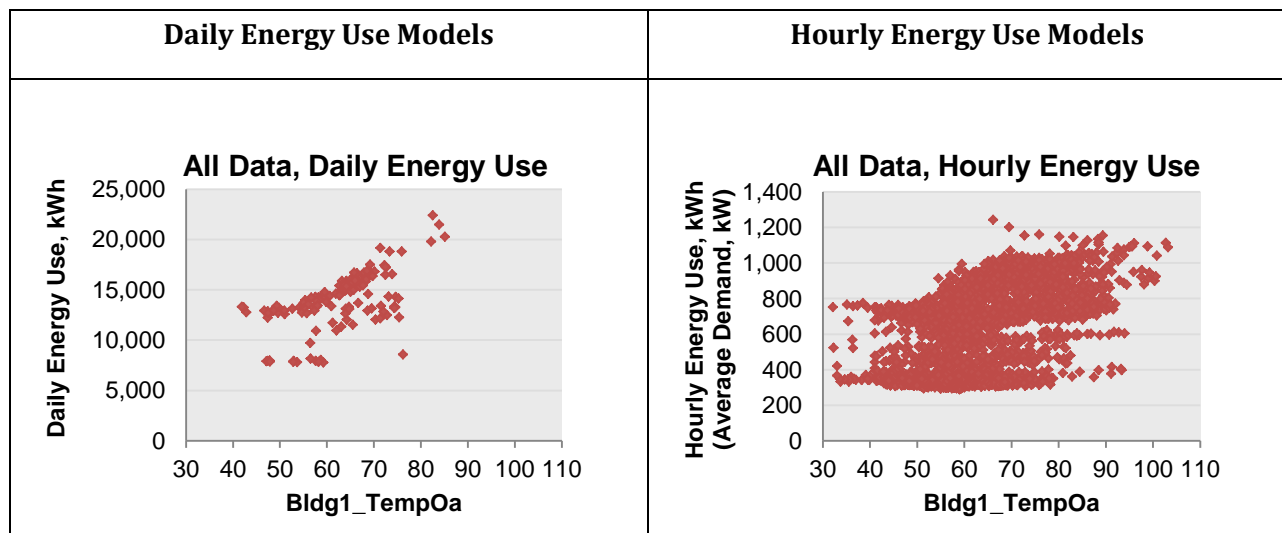 Daily Energy Use Models
Hourly Energy Use Models
All Data, Daily Energy Use
Daily Energy Use, kWh
25,000
20,000
15,000
10,000
5,000
0
30 40 50 60 70 80 90 100 110
Bldg1_TempOa
All Data, Hourly Energy Use
Hourly Energy Use, kWh
(Average Demand, kW)
1,400
1,200
1,000
800
600
400
200
0
30 40 50 60 70 80 90 100 110
Bldg1_TempOa